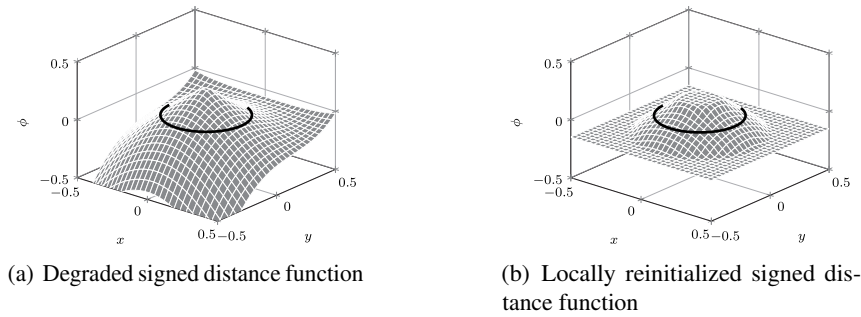 0.5
0
−0.5
−0.5
0
0.5
−0.5
0
0.5
ϕ
x
y
0.5
0
−0.5
−0.5
0
0.5
−0.5
0
0.5
ϕ
x
y
(a) Degraded signed distance function
(b) Locally reinitialized signed dis-
tance function